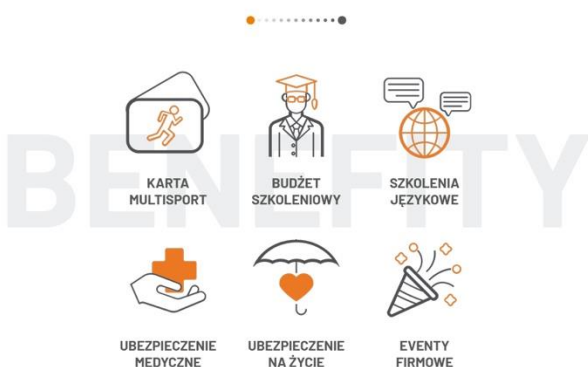 BENEFITY
KARTA
MULTISPORT
BUDŻET
SZKOLENIOWY
SZKOLENIA
JĘZYKOWE
UBEZPIECZENIE
MEDYCZNE
UBEZPIECZENIE
NA ŻYCIE
EVENTY
FIRMOWE